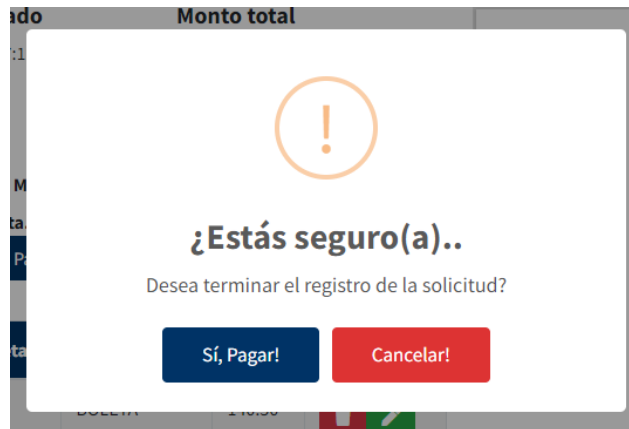 Monto total
!
¿Estás seguro(a)..
Desea terminar el registro de la solicitud?
Sí, Pagar!
Cancelar!